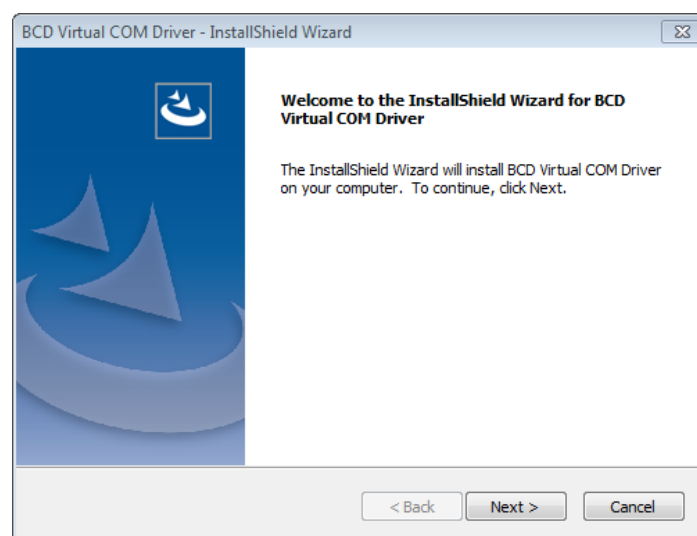 BCD Virtual COM Driver - InstallShield Wizard
Welcome to the InstallShield Wizard for BCD
Virtual COM Driver
The InstallShield Wizard will install BCD Virtual COM Driver
on your computer.  To continue, click Next.
< Back Next > Cancel